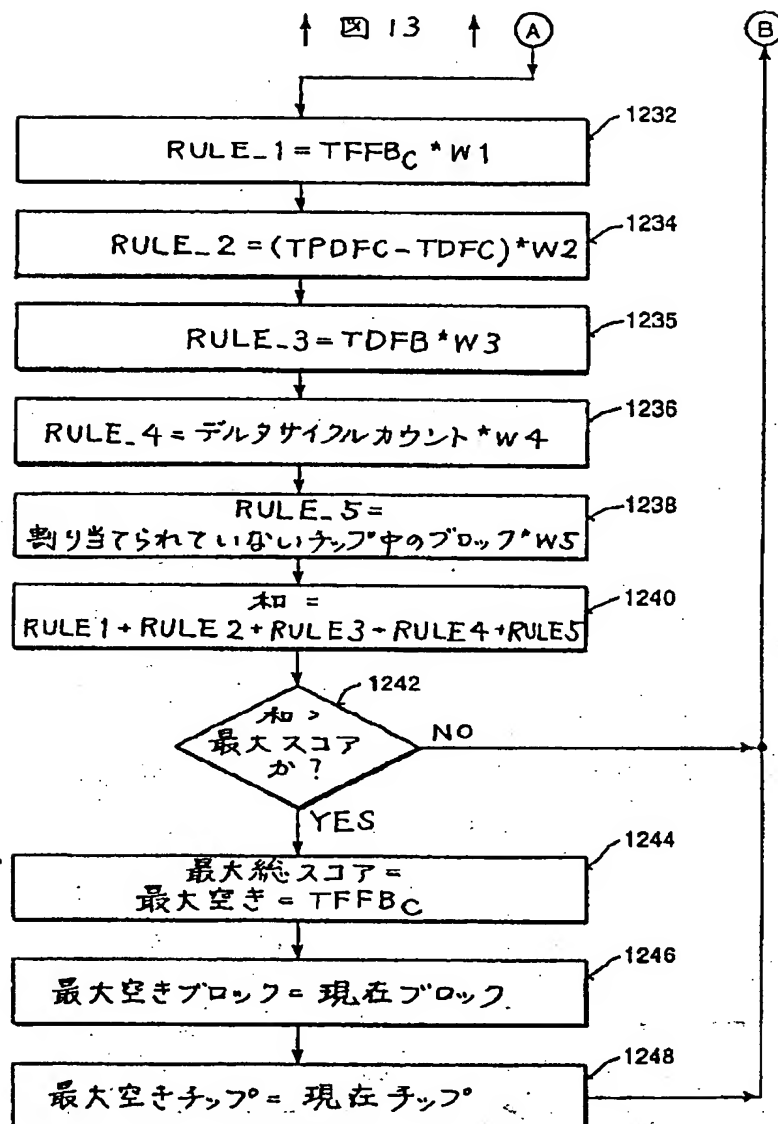 ↑ 図13 ↑ A B
1232
RULE_1=TFFBC*W1
1234
RULE_2=(TPDFC-TDFC)*W2
1235
RULE_3=TDFB*W3
1236
RULE_4=デルタサイクルカウント*W4
1238
RULE_5=
割り当てられていないチップ中のブロック*W5
1240
和=
RULE1+RULE2+RULE3-RULE4+RULE5
1242
和>
最大スコア
か?
NO
YES
1244
最大総スコア=
最大空き=TFFBC
1246
最大空きブロック=現在ブロック
1248
最大空きチップ=現在チップ